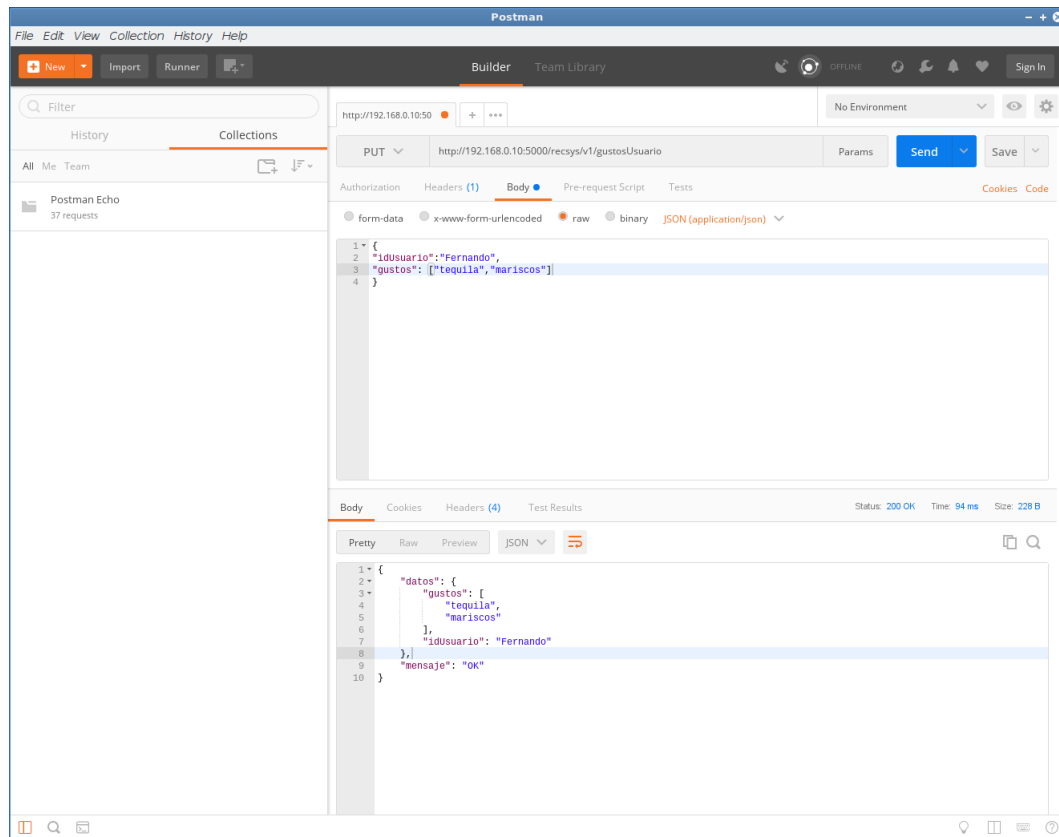 Postman
File Edit View Collection History Help
New Import Runner Builder Team Library OFFLINE Sign In
Filter
History Collections
All Me Team
Postman Echo
37 requests
http://192.168.0.10:50 + ••• No Environment
PUT http://192.168.0.10:5000/recsys/v1/gustosUsuario Params Send Save
Authorization Headers (1) Body Pre-request Script Tests Cookies Code
form-data x-www-form-urlencoded raw binary JSON (application/json)
1 {
2 "idUsuario":"Fernando",
3 "gustos": ["tequila","mariscos"]
4 }
Body Cookies Headers (4) Test Results Status: 200 OK Time: 94 ms Size: 228 B
Pretty Raw Preview JSON
1 {
2 "datos": {
3 "gustos": [
4 "tequila",
5 "mariscos"
6 ],
7 "idUsuario": "Fernando"
8 },
9 "mensaje": "OK"
10 }